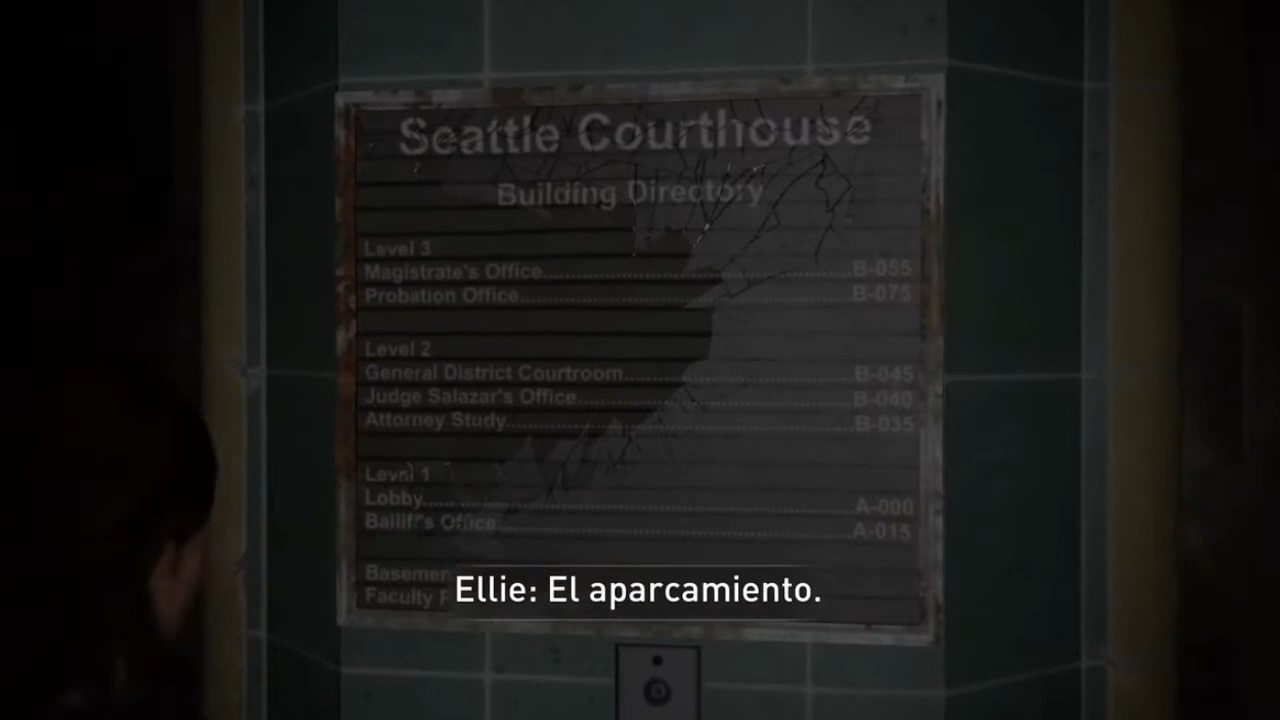 Seattle Courthouse
Building Directory
Level 3
Magistrate's Office B-055
Probation Office B-075
Level 2
General District Courtroom B-045
Judge Salazar's Office B-040
Attorney Study B-035
Level 1
Lobby A-000
Bailiff's Office A-015
Faculty
Ellie: El aparcamiento.